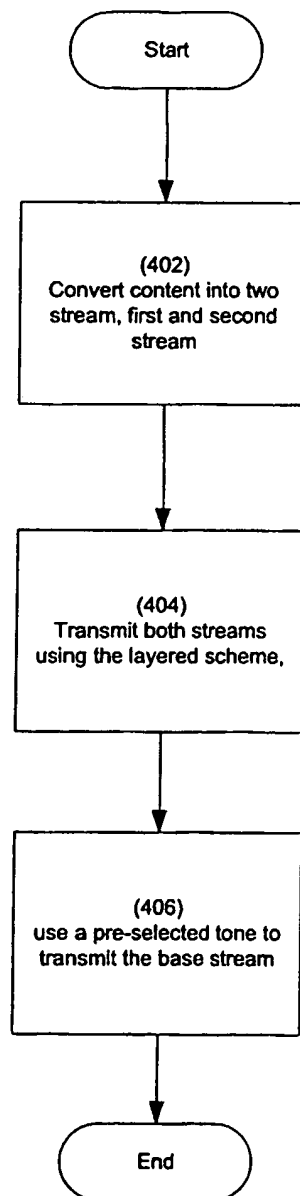 Start
(402)
Convert content into two
stream, first and second
stream
(404)
Transmit both streams
using the layered scheme,
(406)
use a pre-selected tone to
transmit the base stream
End